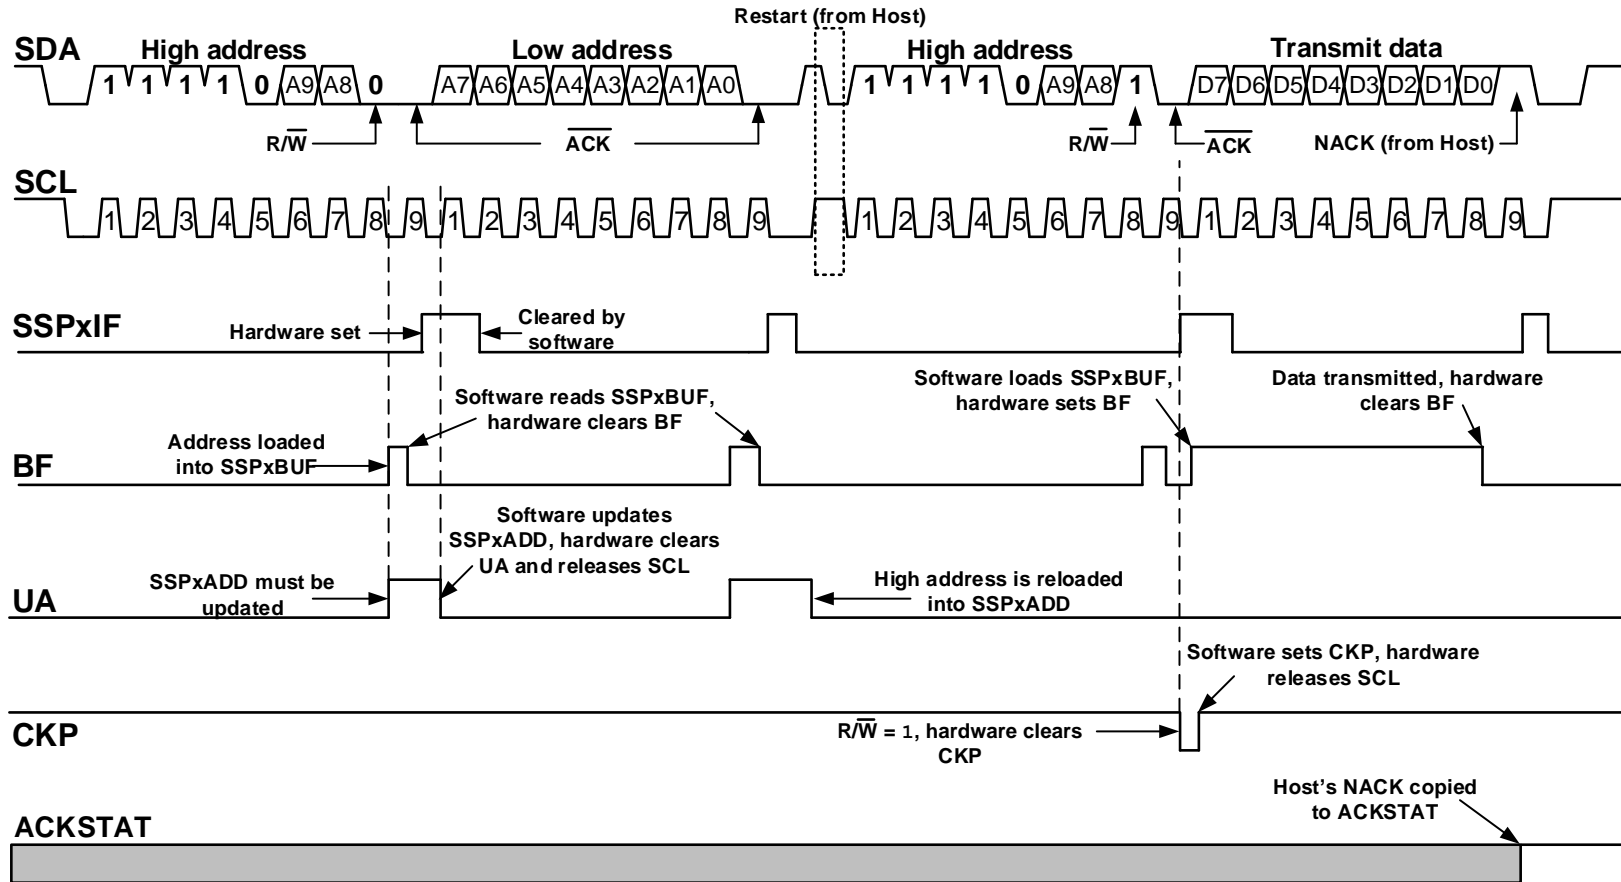 Restart (from Host)
SDA
High address
Low address
High address
Transmit data
1 1 1 1 0 A9 A8 0
A7 A6 A5 A4 A3 A2 A1 A0
1 1 1 1 0 A9 A8 1
D7 D6 D5 D4 D3 D2 D1 D0
R/W̅
A̅C̅K̅
R/W̅
A̅C̅K̅
NACK (from Host)
SCL
1 2 3 4 5 6 7 8 9 1 2 3 4 5 6 7 8 9
1 2 3 4 5 6 7 8 9 1 2 3 4 5 6 7 8 9
SSPxIF
Hardware set
Cleared by
software
Software reads SSPxBUF,
hardware clears BF
Software loads SSPxBUF,
hardware sets BF
Data transmitted, hardware
clears BF
BF
Address loaded
into SSPxBUF
Software updates
SSPxADD, hardware clears
UA and releases SCL
UA
SSPxADD must be
updated
High address is reloaded
into SSPxADD
Software sets CKP, hardware
releases SCL
CKP
R/W̅ = 1, hardware clears
CKP
Host's NACK copied
to ACKSTAT
ACKSTAT